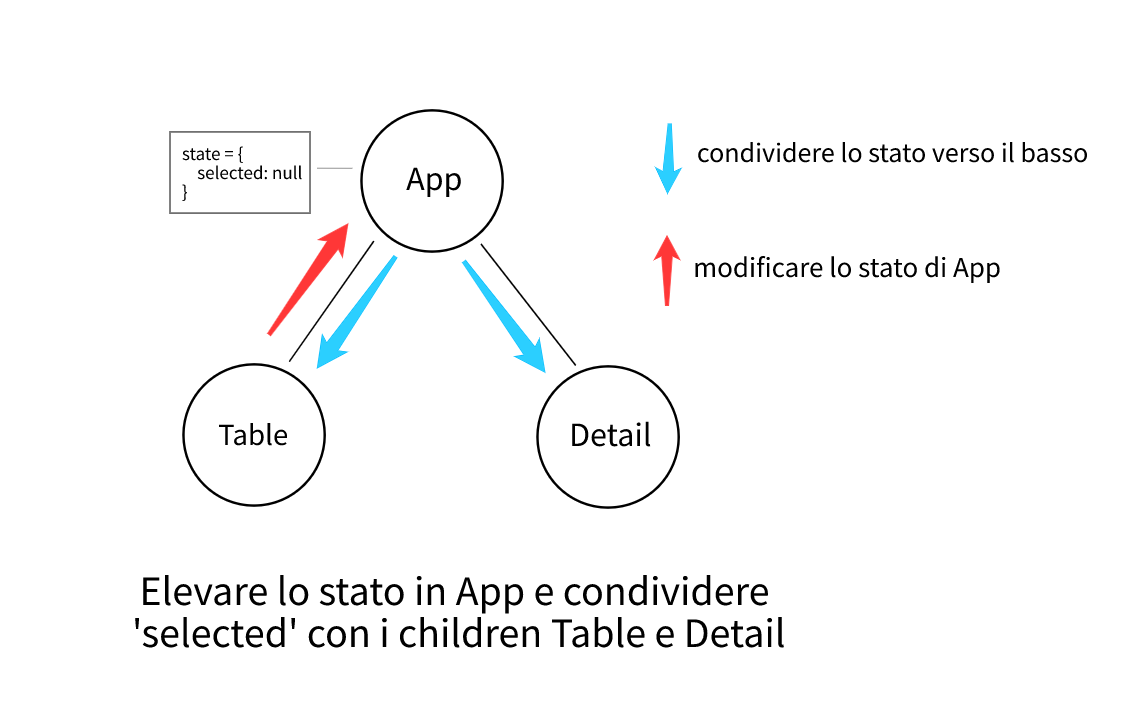 state = {
selected: null
}
App
condividere lo stato verso il basso
modificare lo stato di App
Table
Detail
Elevare lo stato in App e condividere
'selected' con i children Table e Detail